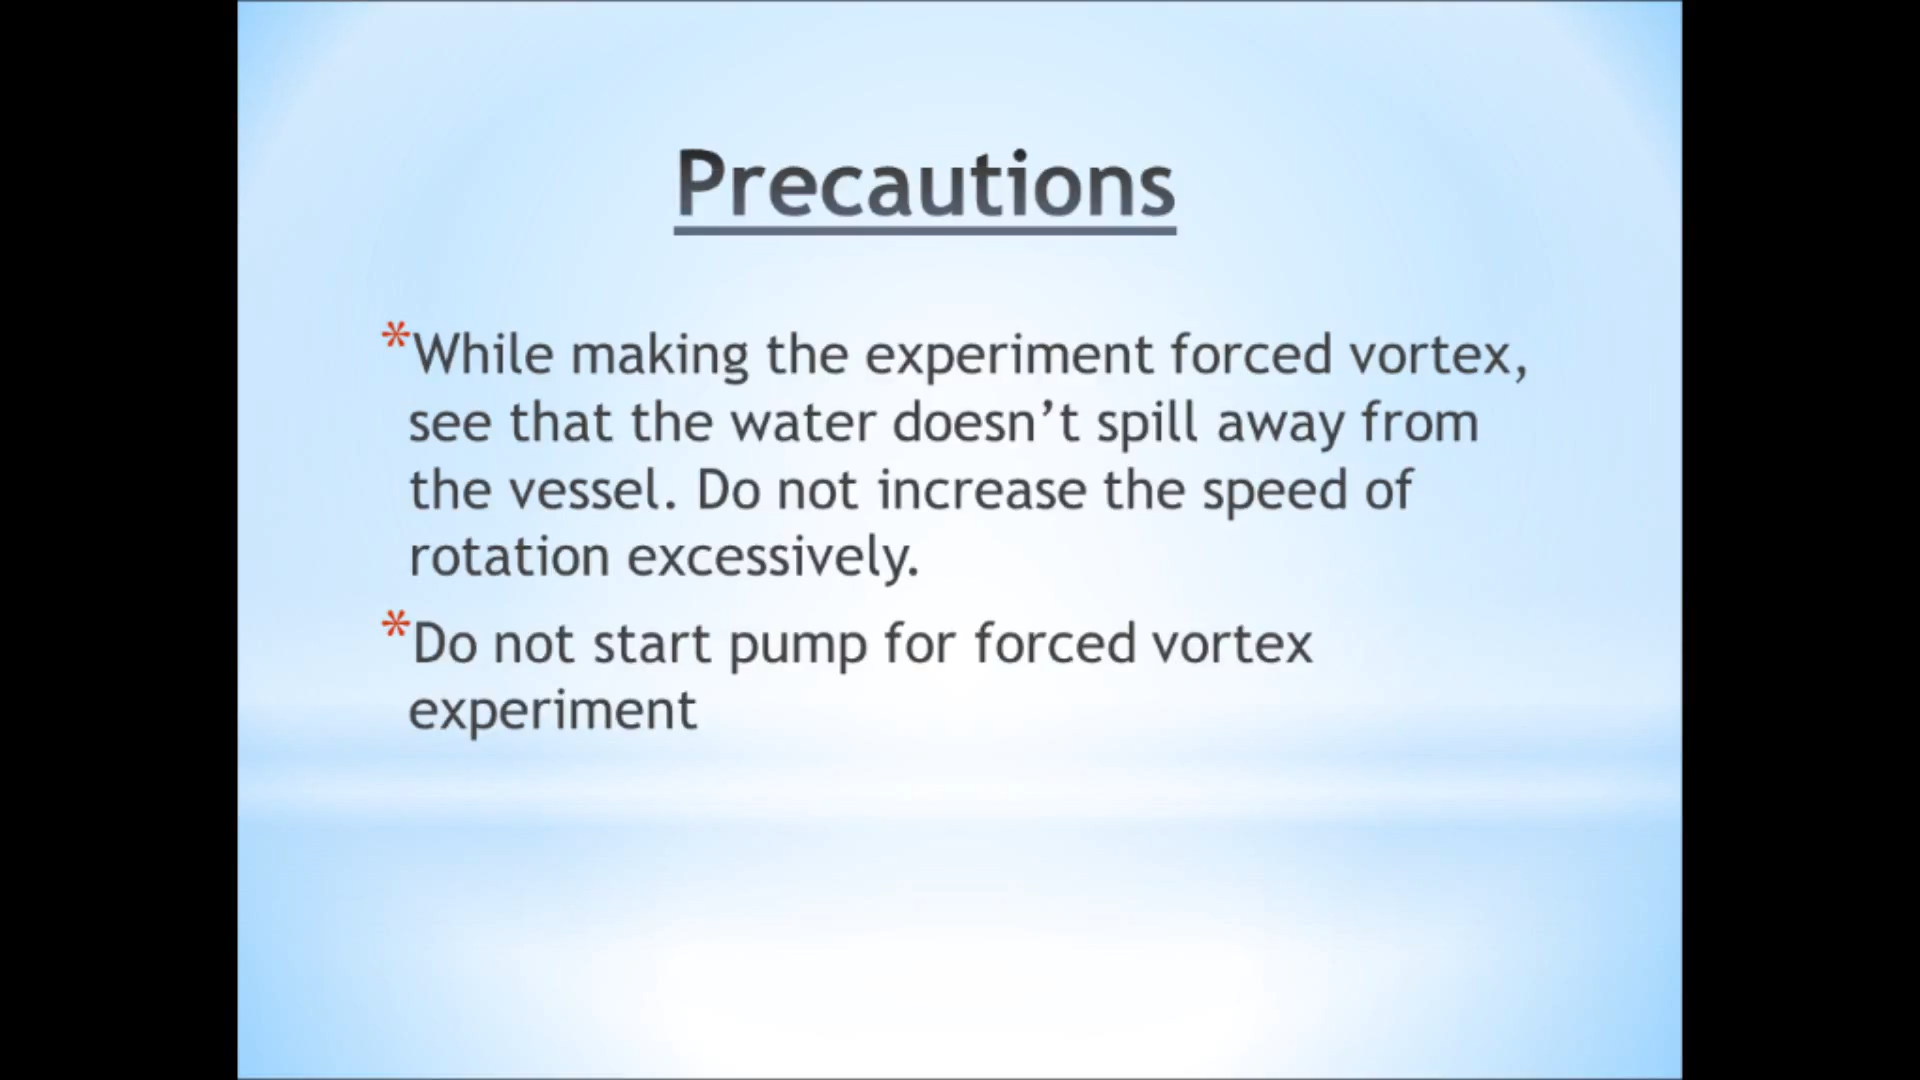 Precautions
*While making the experiment forced vortex,
see that the water doesn’t spill away from
the vessel. Do not increase the speed of
rotation excessively.
*Do not start pump for forced vortex
experiment